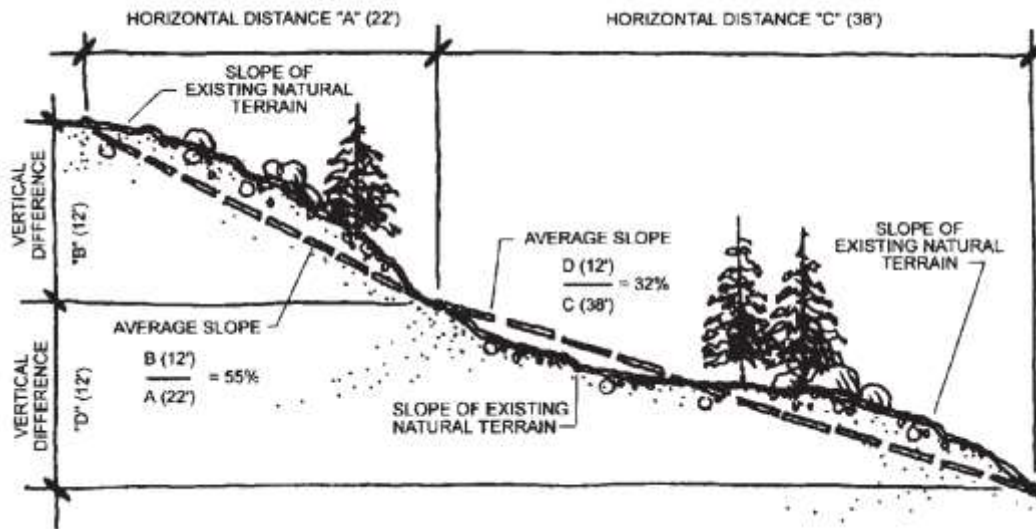 HORIZONTAL DISTANCE "A" (22')
HORIZONTAL DISTANCE "C" (38')
SLOPE OF
EXISTING NATURAL
TERRAIN
VERTICAL
DIFFERENCE
"B" (12')
AVERAGE SLOPE
D (12')
C (38')
= 32%
SLOPE OF
EXISTING NATURAL
TERRAIN
AVERAGE SLOPE
B (12')
A (22')
= 55%
VERTICAL
DIFFERENCE
"D" (12')
SLOPE OF EXISTING
NATURAL TERRAIN